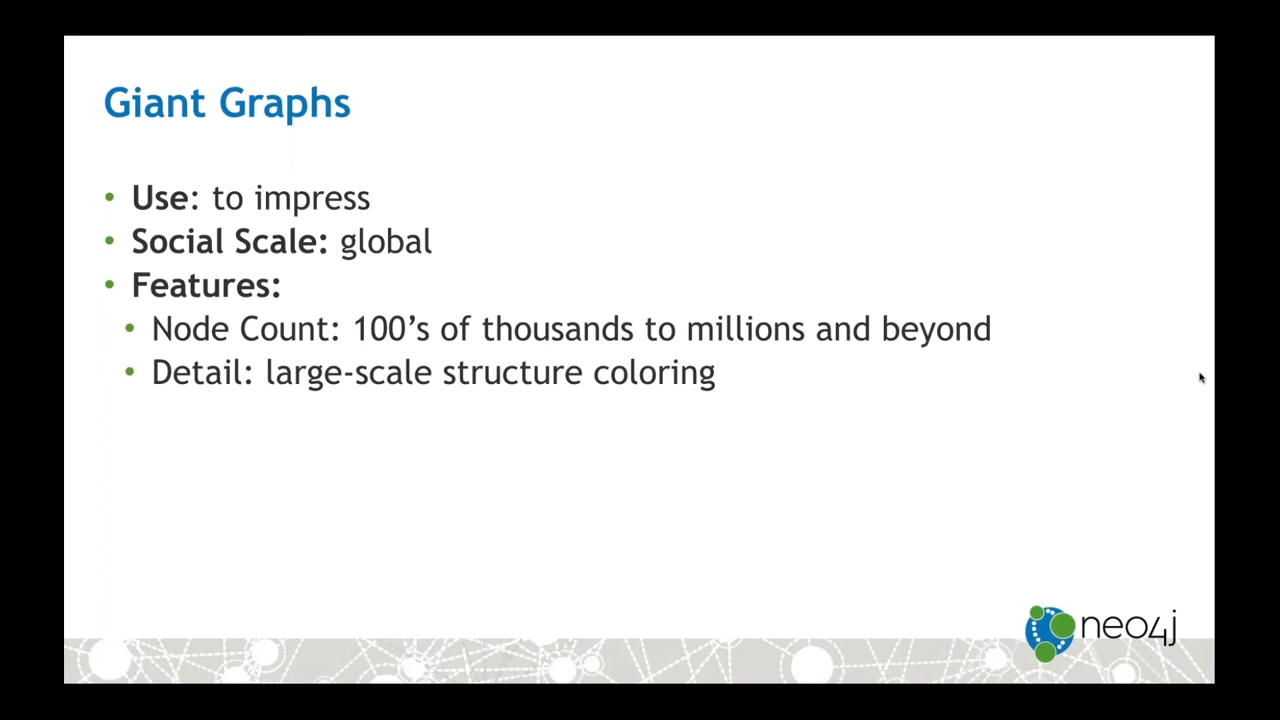 Giant Graphs
• Use: to impress
• Social Scale: global
• Features:
• Node Count: 100’s of thousands to millions and beyond
• Detail: large-scale structure coloring
neo4j